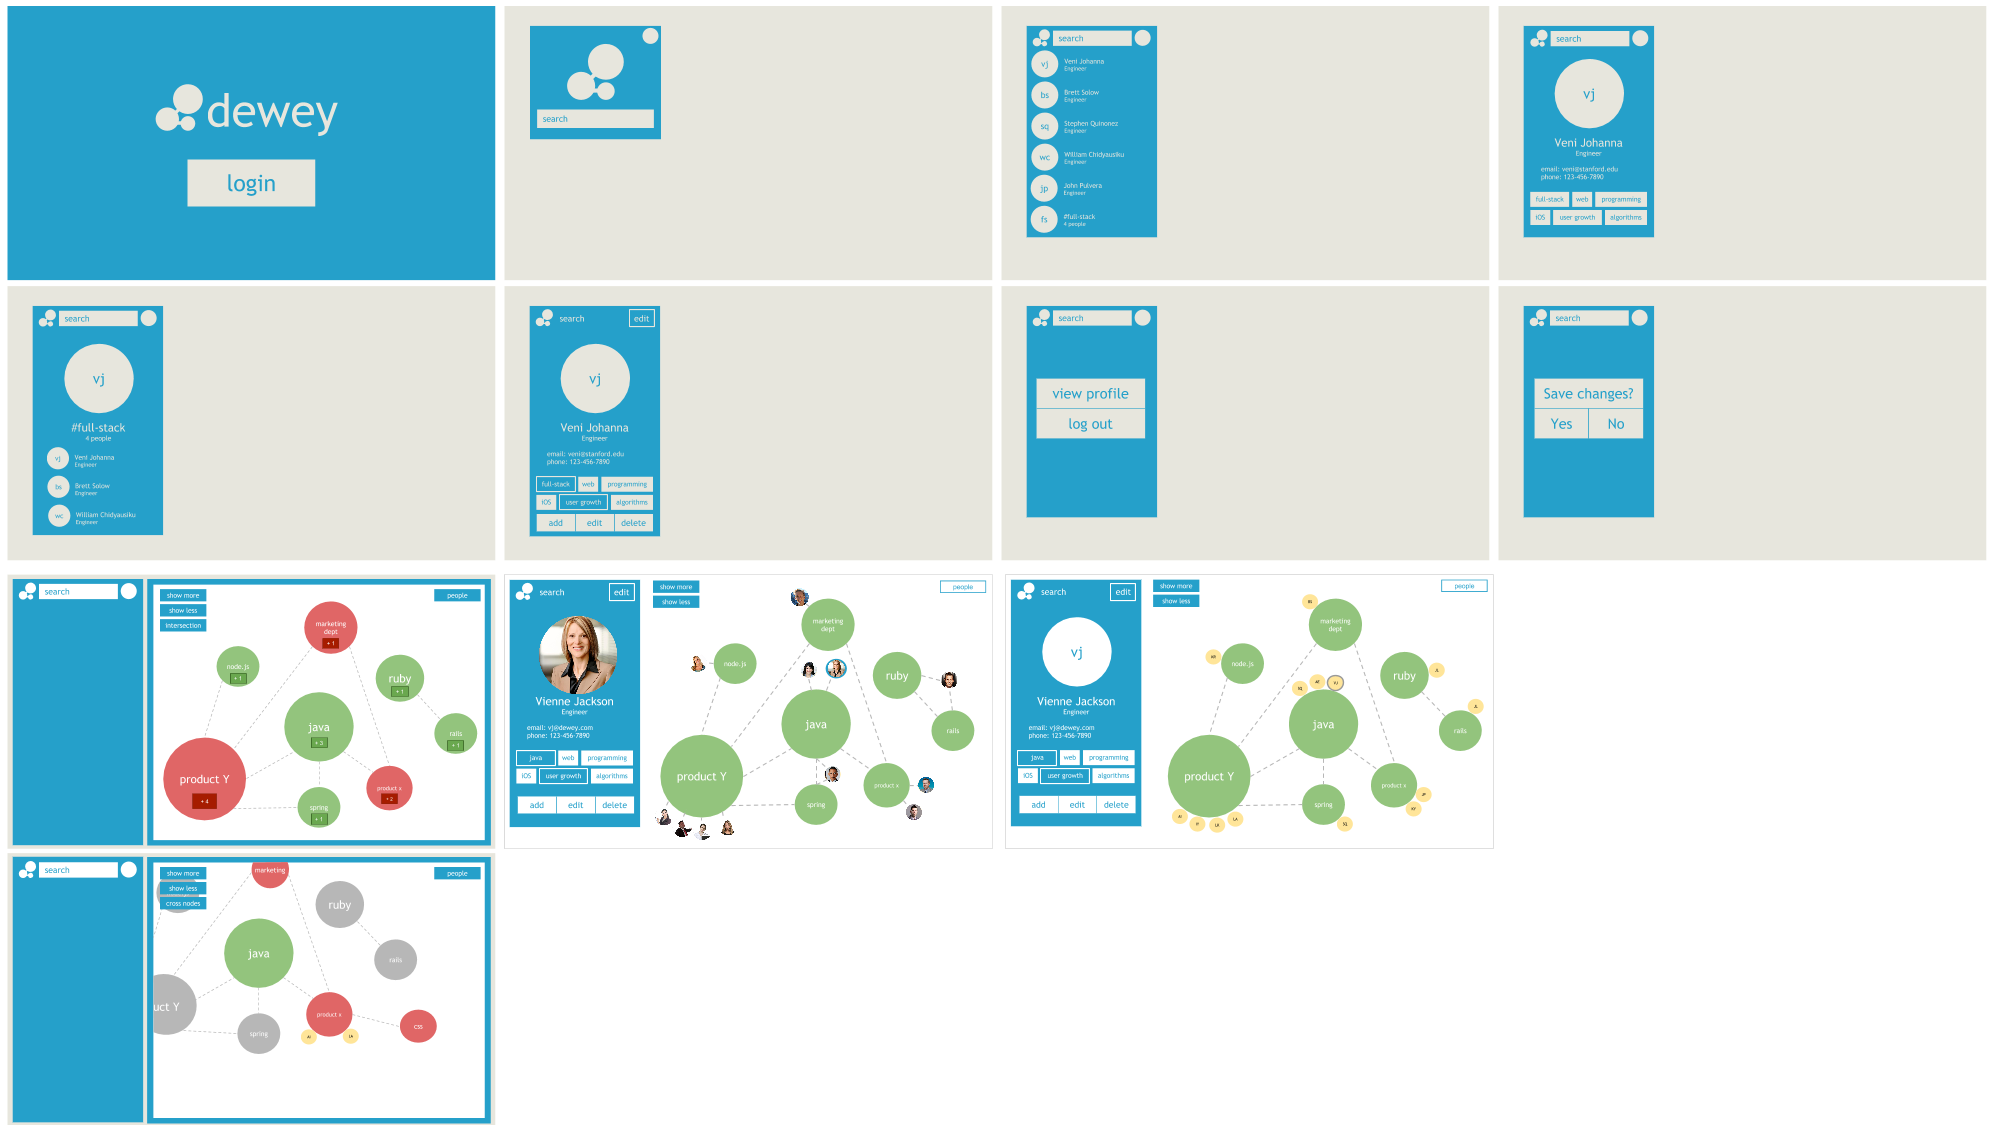 dewey
login
search
search
vj
Veni Johanna
Engineer
bs
Brett Solow
Engineer
sq
Stephen Quinonez
Engineer
wc
William Chidyausiku
Engineer
jp
John Pulvera
Engineer
fs
#full-stack
4 people
search
vj
Veni Johanna
Engineer
email: veni@stanford.edu
phone: 123-456-7890
full-stack web programming
iOS user growth algorithms
search
vj
#full-stack
4 people
vj
Veni Johanna
Engineer
bs
Brett Solow
Engineer
wc
William Chidyausiku
Engineer
search edit
vj
Veni Johanna
Engineer
email: veni@stanford.edu
phone: 123-456-7890
full-stack web programming
iOS user growth algorithms
add edit delete
search
view profile
log out
search
Save changes?
Yes No
search
show more
show less
intersection
people
marketing
dept
+ 1
node.js
+ 1
ruby
+ 1
java
+ 3
rails
+ 1
product Y
+ 4
product x
+ 2
spring
+ 1
search edit
Vienne Jackson
Engineer
email: vj@dewey.com
phone: 123-456-7890
java web programming
iOS user growth algorithms
add edit delete
show more
show less
people
marketing
dept
node.js
ruby
java
rails
product Y
product x
spring
search edit
vj
Vienne Jackson
Engineer
email: vj@dewey.com
phone: 123-456-7890
java web programming
iOS user growth algorithms
add edit delete
show more
show less
people
marketing
dept
node.js
ruby
java
rails
product Y
product x
spring
search
show more
show less
cross nodes
people
marketing
ruby
java
rails
uct Y
product x
css
spring